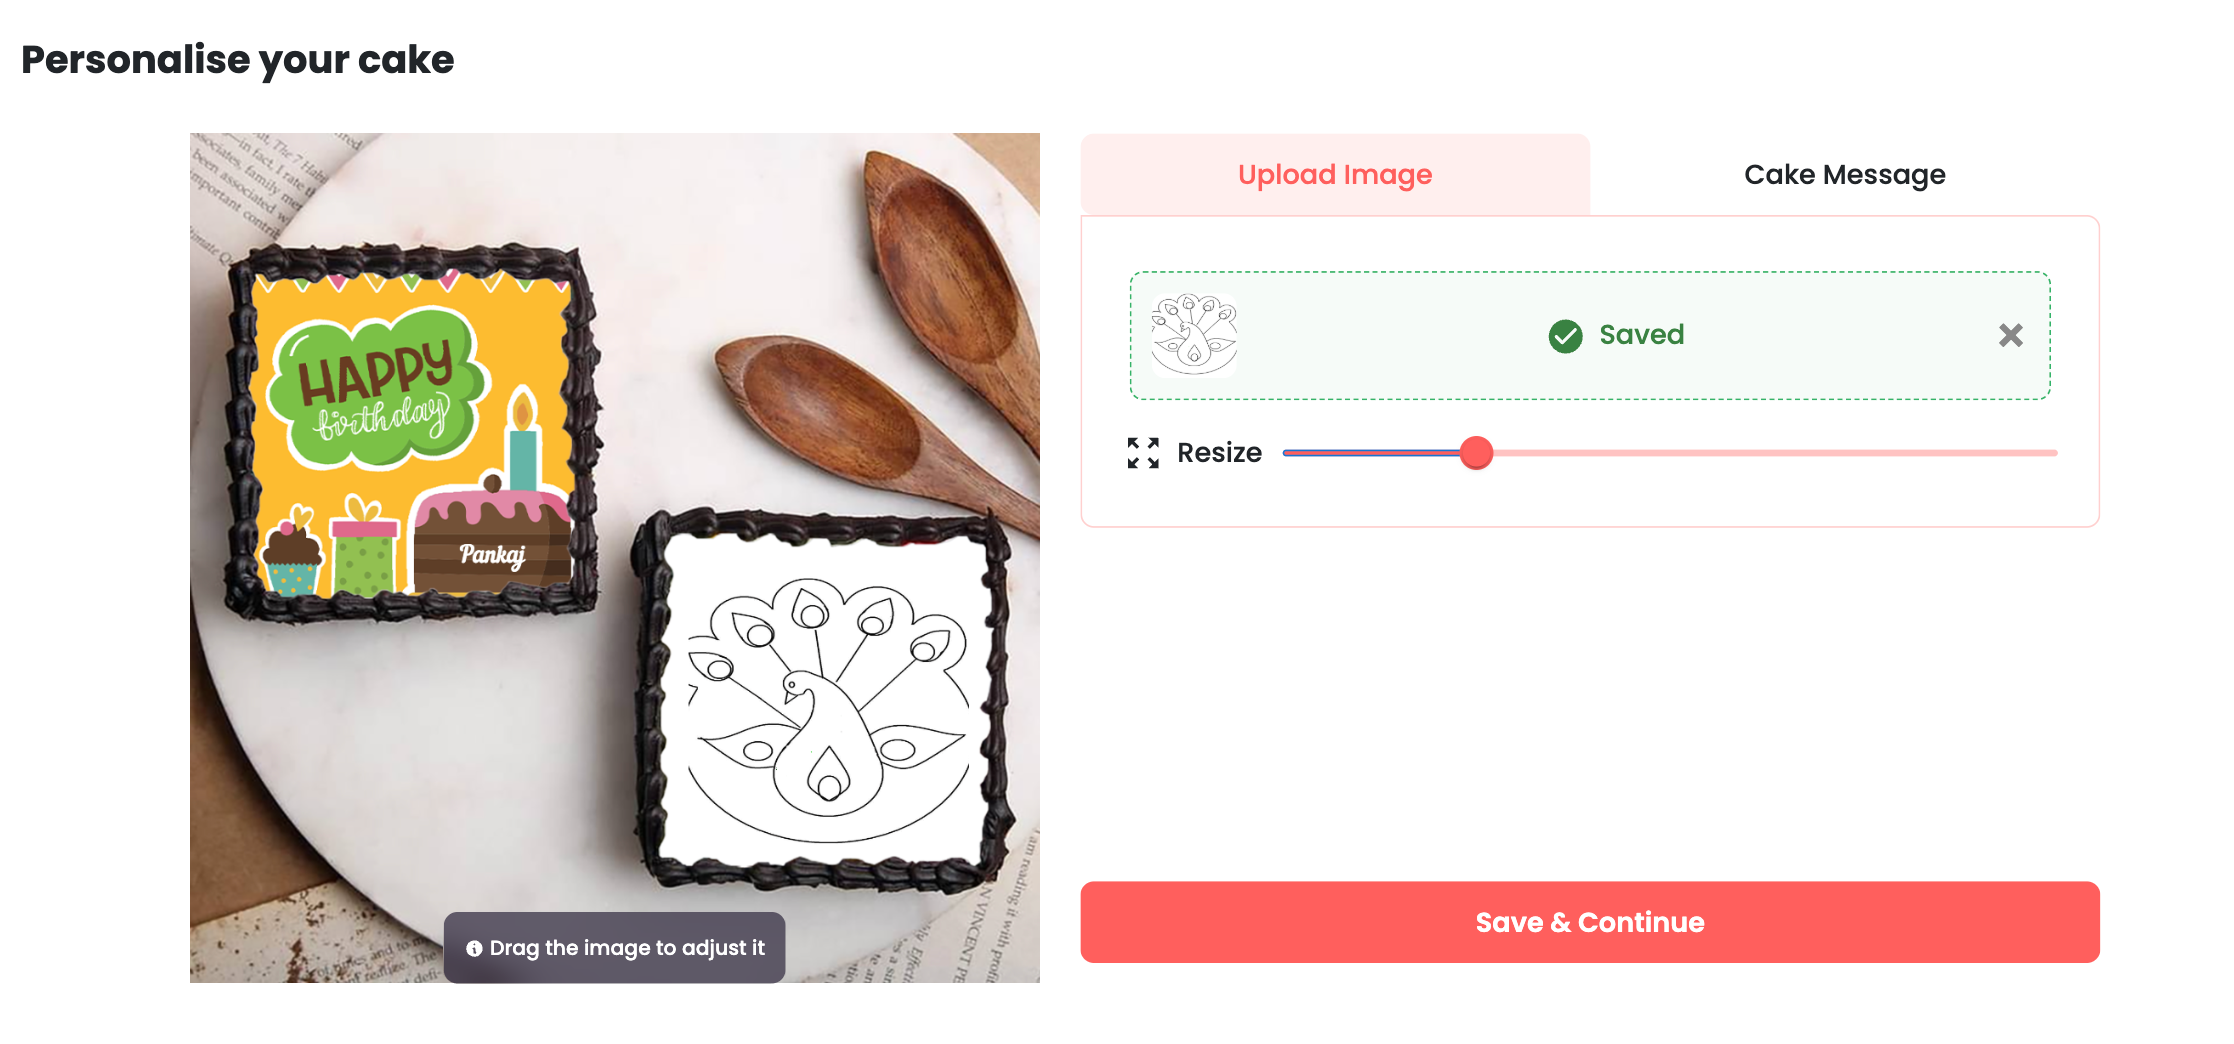 Personalise your cake
Upload Image
Cake Message
Saved
Resize
HAPPY
birthday
Pankaj
Drag the image to adjust it
Save & Continue